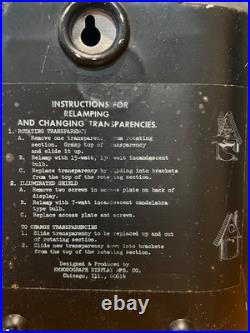 INSTRUCTIONS FOR
RELAMPING
AND CHANGING TRANSPARENCIES.
1. ROTATING TRANSPARENCY
A. Remove one transparency from rotating
section. Grasp top of transparency
and slide it up.
B. Relamp with 15-watt, volt incandescent
bulb.
C. Replace transparency by sliding into brackets
from the top of the rotating section.
2. ILLUMINATED SHIELD
A. Remove two screws in access plate on back of
display.
B. Relamp with 7-watt incandescent candelabra
type bulb.
C. Replace access plate and screws.
TO CHANGE TRANSPARENCIES
1. Slide transparency to be replaced up and out
of rotating section.
2. Slide new transparency down into brackets
from the top of the rotating section.
Designed & Produced by
EMBOSOGRAPH DISPLAY MFG. CO.
Chicago, Ill., 60614